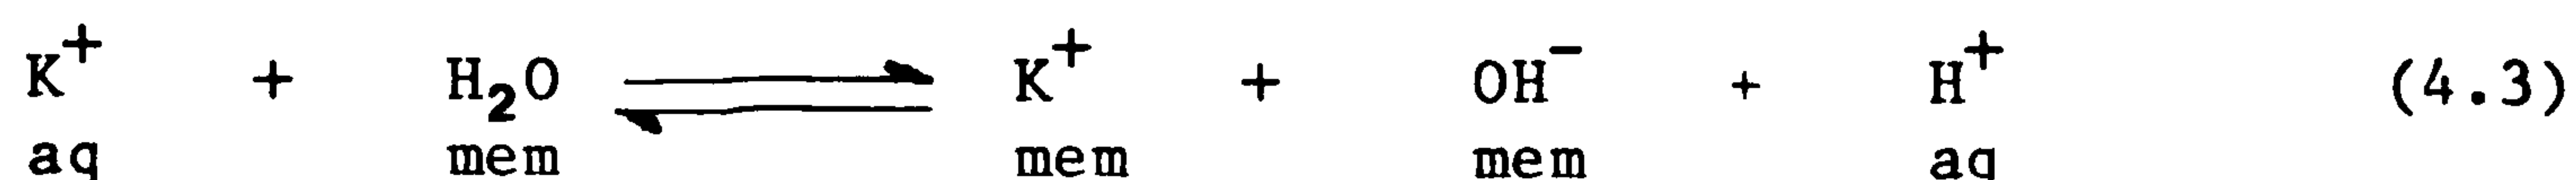 K⁺ + H₂O ⇌ K⁺ + OH⁻ + H⁺ (4.3)
aq mem mem mem aq